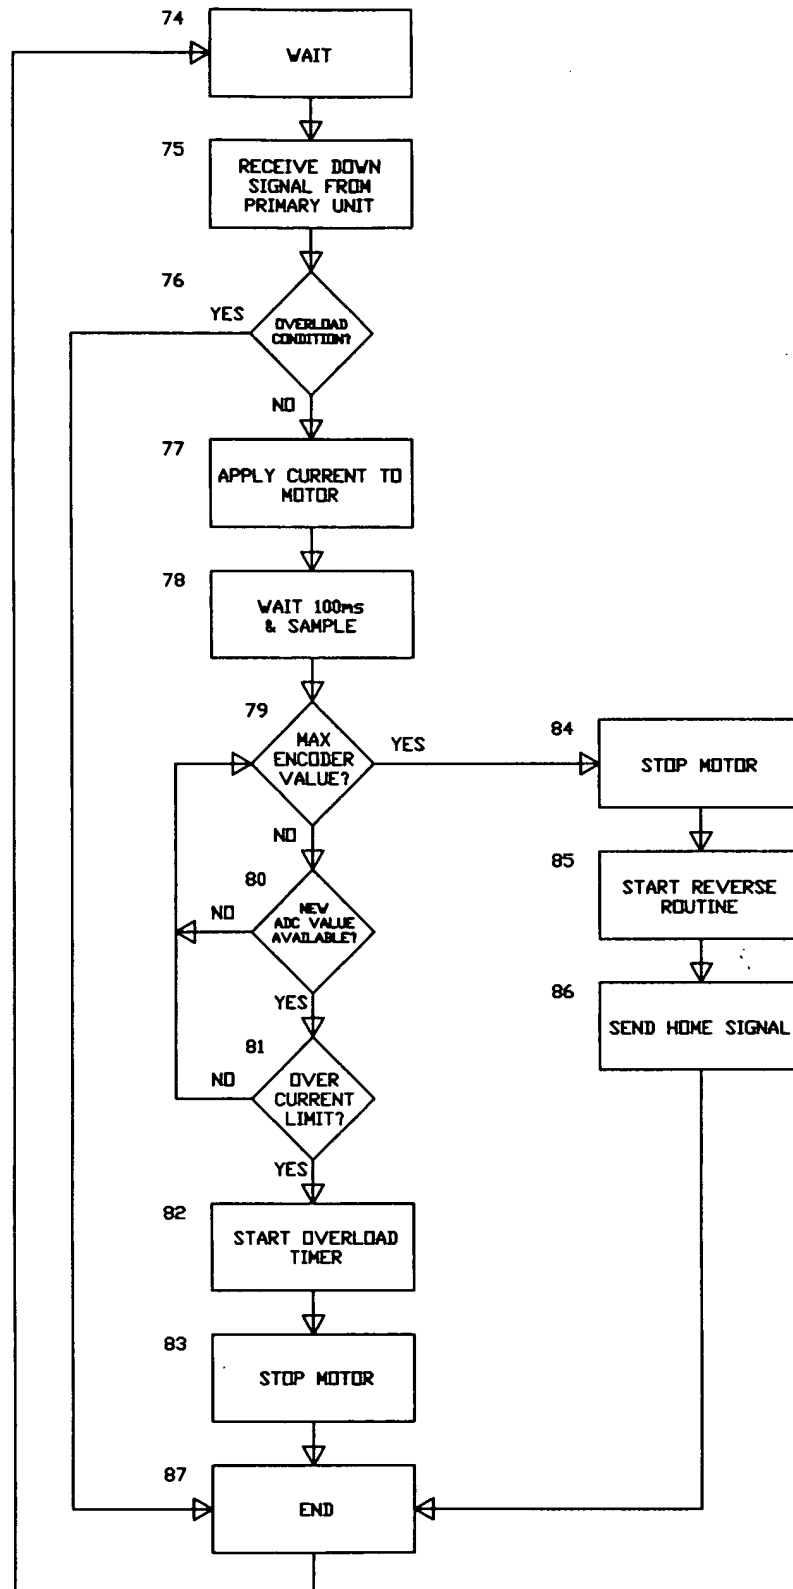 74
WAIT
75
RECEIVE DOWN
SIGNAL FROM
PRIMARY UNIT
76
YES
OVERLOAD
CONDITION?
NO
77
APPLY CURRENT TO
MOTOR
78
WAIT 100ms
& SAMPLE
79
MAX
ENCODER
VALUE?
YES
84
STOP MOTOR
NO
85
START REVERSE
ROUTINE
80
NEW
ADC VALUE
AVAILABLE?
NO
YES
86
SEND HOME SIGNAL
81
NO
OVER
CURRENT
LIMIT?
YES
82
START OVERLOAD
TIMER
83
STOP MOTOR
87
END